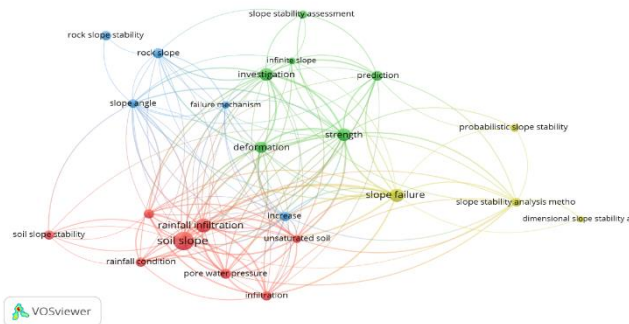 slope stability assessment
rock slope stability
rock slope
infinite slope
investigation
prediction
slope angle
failure mechanism
strength
probabilistic slope stability
deformation
slope failure
slope stability analysis metho
increase
dimensional slope stability a
rainfall infiltration
soil slope stability
soil slope
unsaturated soil
rainfall condition
pore water pressure
infiltration
VOSviewer